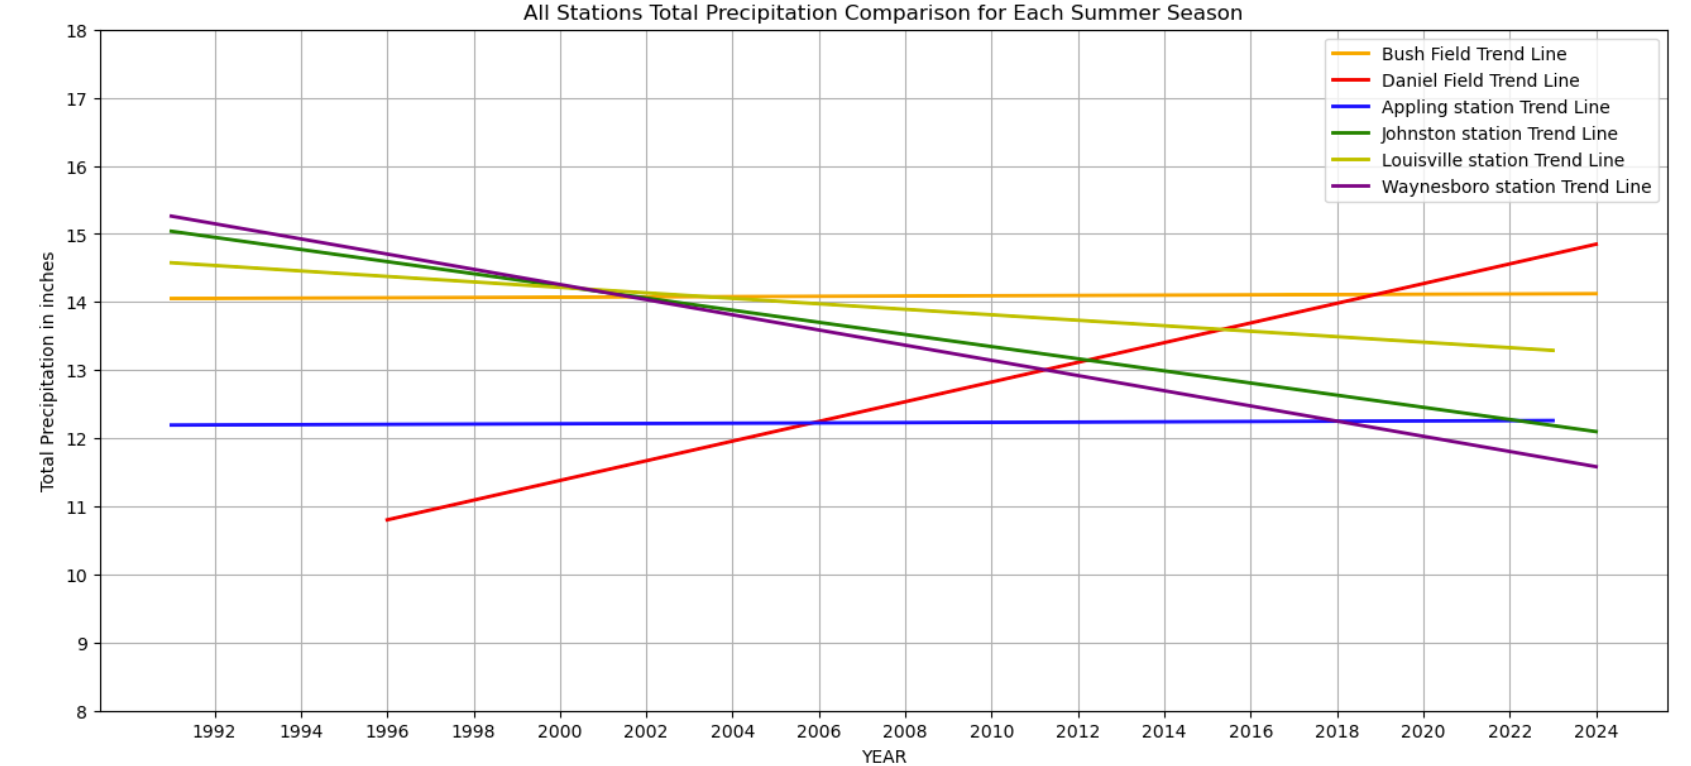 All Stations Total Precipitation Comparison for Each Summer Season
Bush Field Trend Line
Daniel Field Trend Line
Appling station Trend Line
Johnston station Trend Line
Louisville station Trend Line
Waynesboro station Trend Line
Total Precipitation in inches
18
17
16
15
14
13
12
11
10
9
8
1992 1994 1996 1998 2000 2002 2004 2006 2008 2010 2012 2014 2016 2018 2020 2022 2024
YEAR